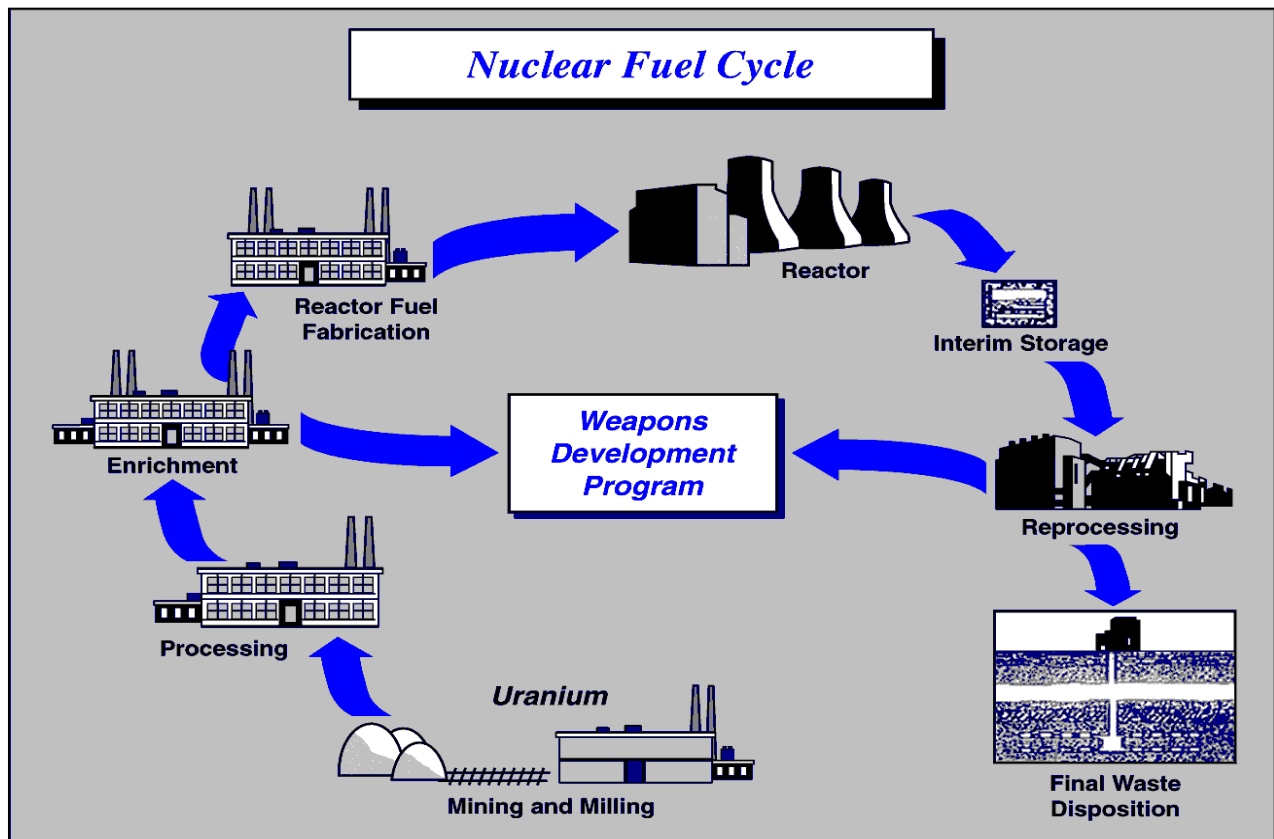 Nuclear Fuel Cycle
Reactor
Reactor Fuel
Fabrication
Interim Storage
Weapons
Development
Program
Enrichment
Reprocessing
Processing
Uranium
Mining and Milling
Final Waste
Disposition